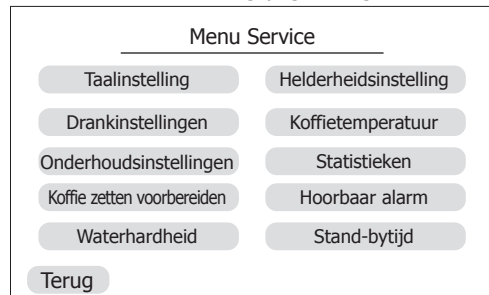 Menu Service
Taalinstelling
Helderheidsinstelling
Drankinstellingen
Koffietemperatuur
Onderhoudsinstellingen
Statistieken
Koffie zetten voorbereiden
Hoorbaar alarm
Waterhardheid
Stand-bytijd
Terug